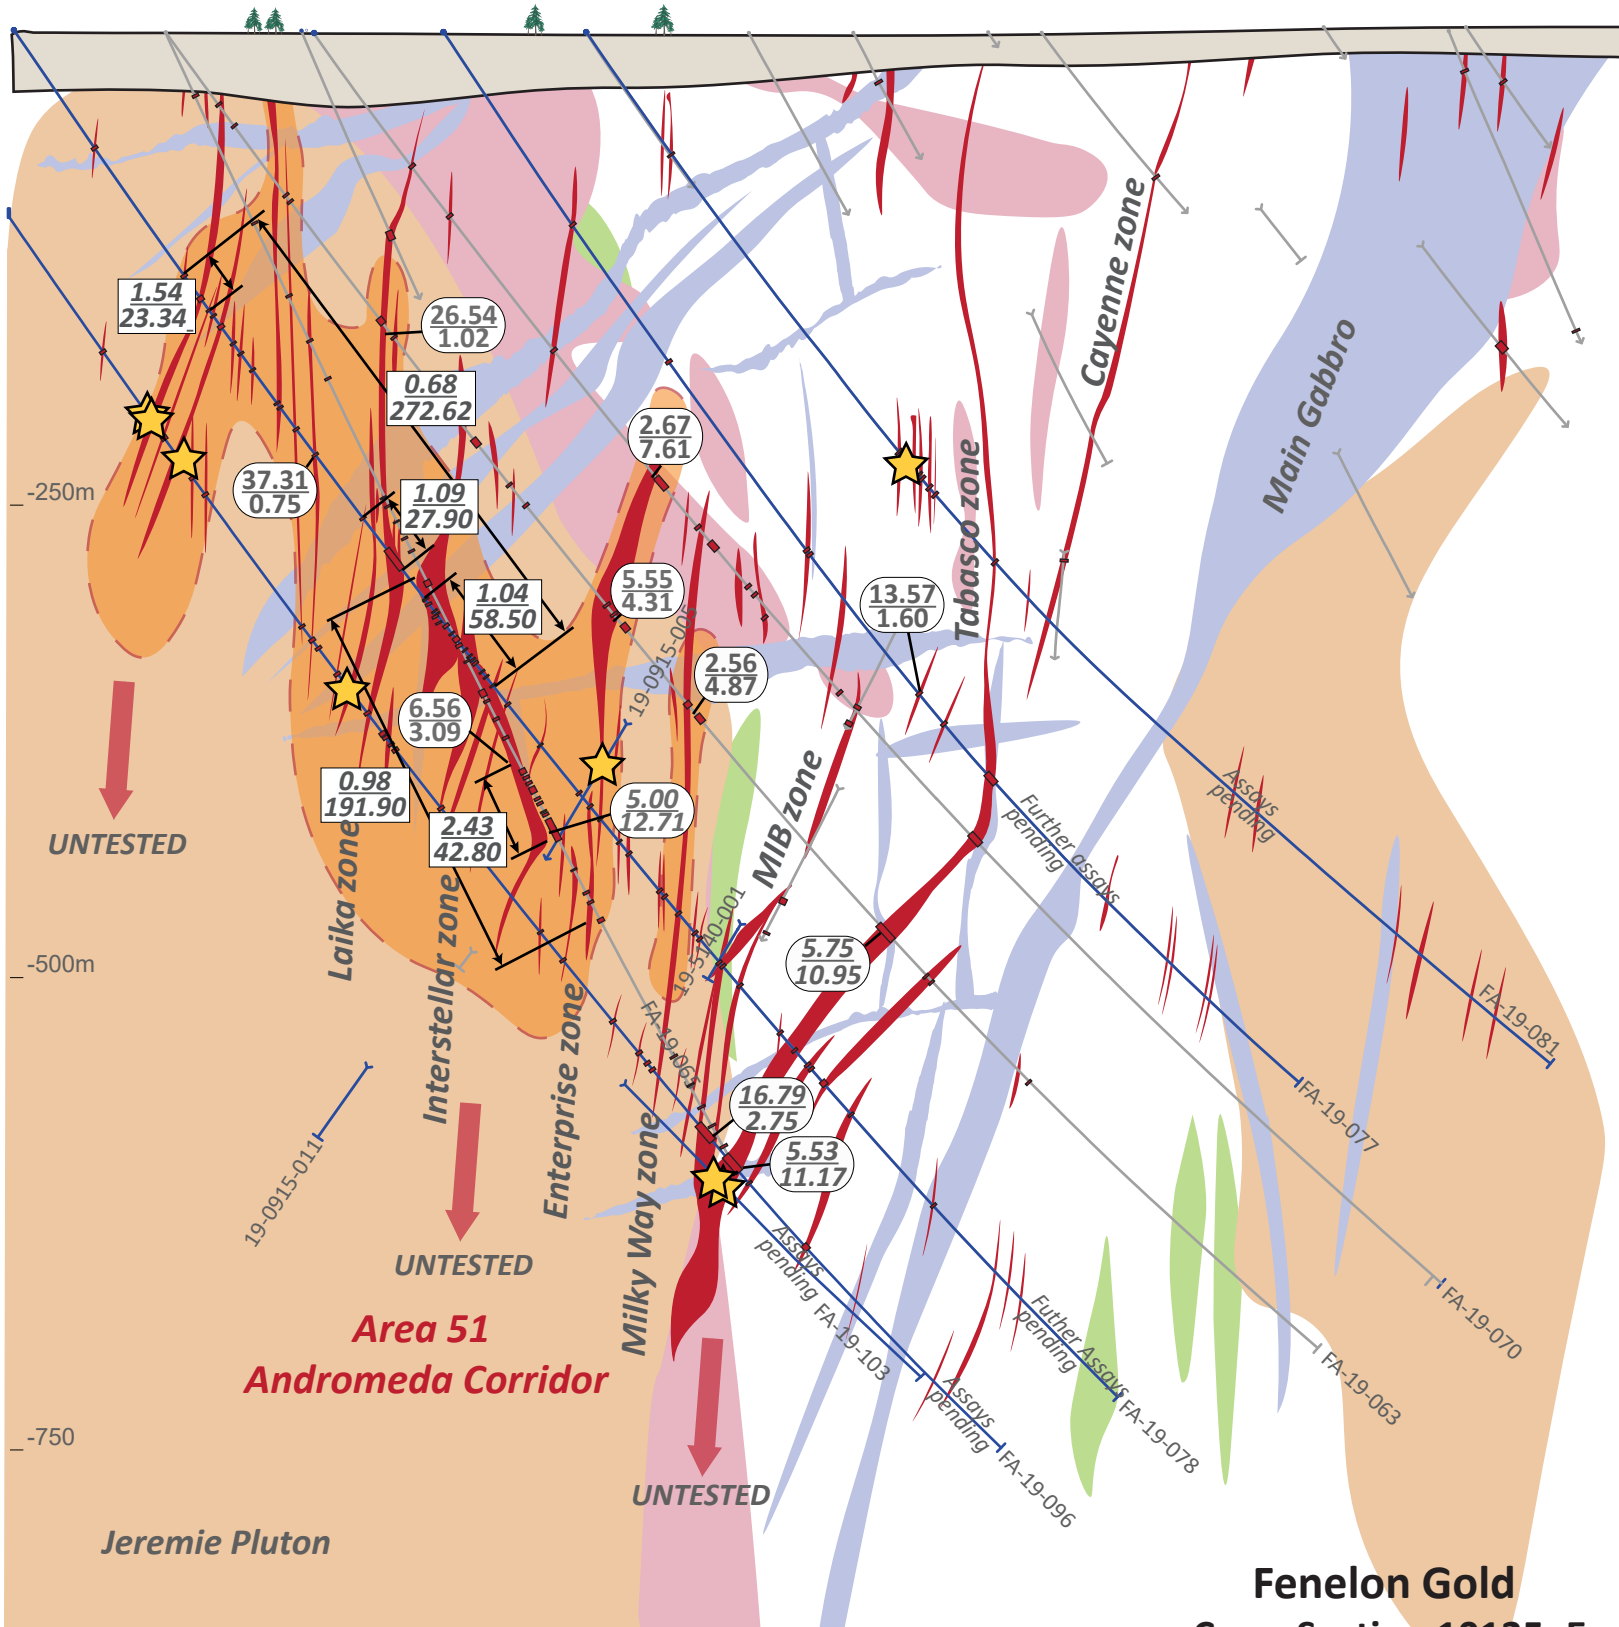 1.54
23.34
26.54
1.02
0.68
272.62
2.67
7.61
37.31
0.75
1.09
27.90
-250m
Cayenne zone
Main Gabbro
Tabasco zone
5.55
4.31
1.04
58.50
13.57
1.60
19-0915-005
2.56
4.87
6.56
3.09
0.98
191.90
2.43
42.80
5.00
12.71
UNTESTED
MIB zone
Further assays
pending
Assays
pending
Laika zone
Interstellar zone
Enterprise zone
Milky Way zone
-500m
19-5140-001
5.75
10.95
FA-19-065
FA-19-081
16.79
2.75
5.53
11.17
19-0915-011
FA-19-077
UNTESTED
Assays
pending
FA-19-103
Futher Assays
pending
FA-19-070
FA-19-063
Area 51
Andromeda Corridor
Assays
pending
FA-19-078
FA-19-096
-750
UNTESTED
Jeremie Pluton
Fenelon Gold